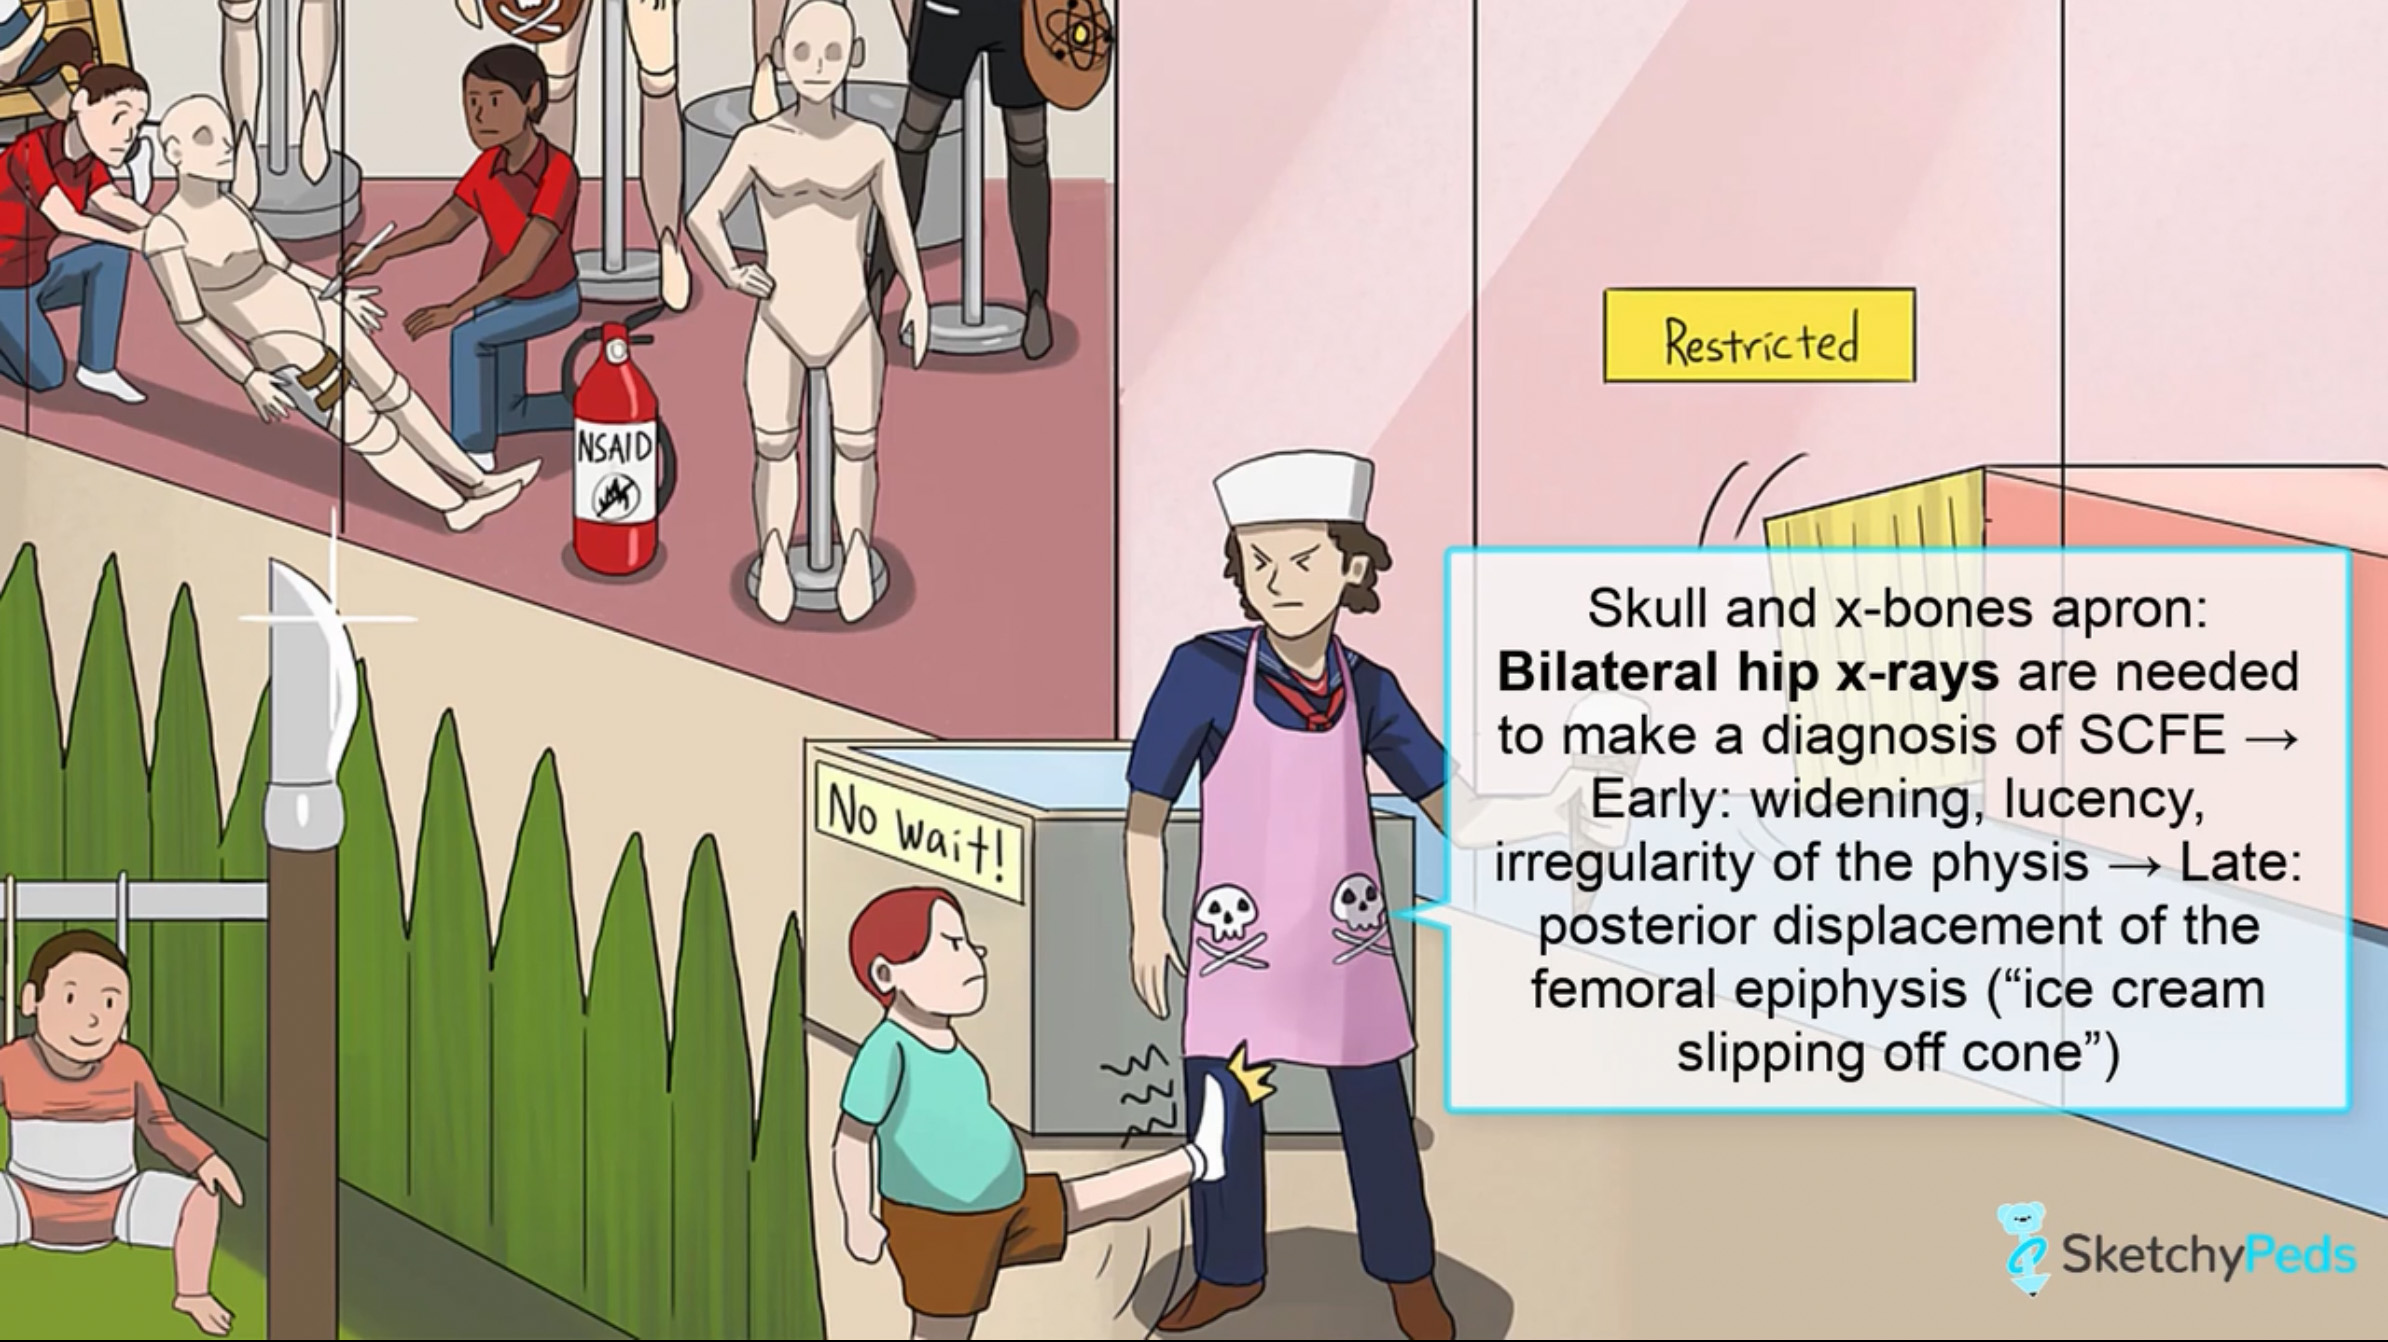 Restricted
NSAID
No wait!
Skull and x-bones apron:
Bilateral hip x-rays are needed
to make a diagnosis of SCFE →
Early: widening, lucency,
irregularity of the physis → Late:
posterior displacement of the
femoral epiphysis (“ice cream
slipping off cone”)
SketchyPeds